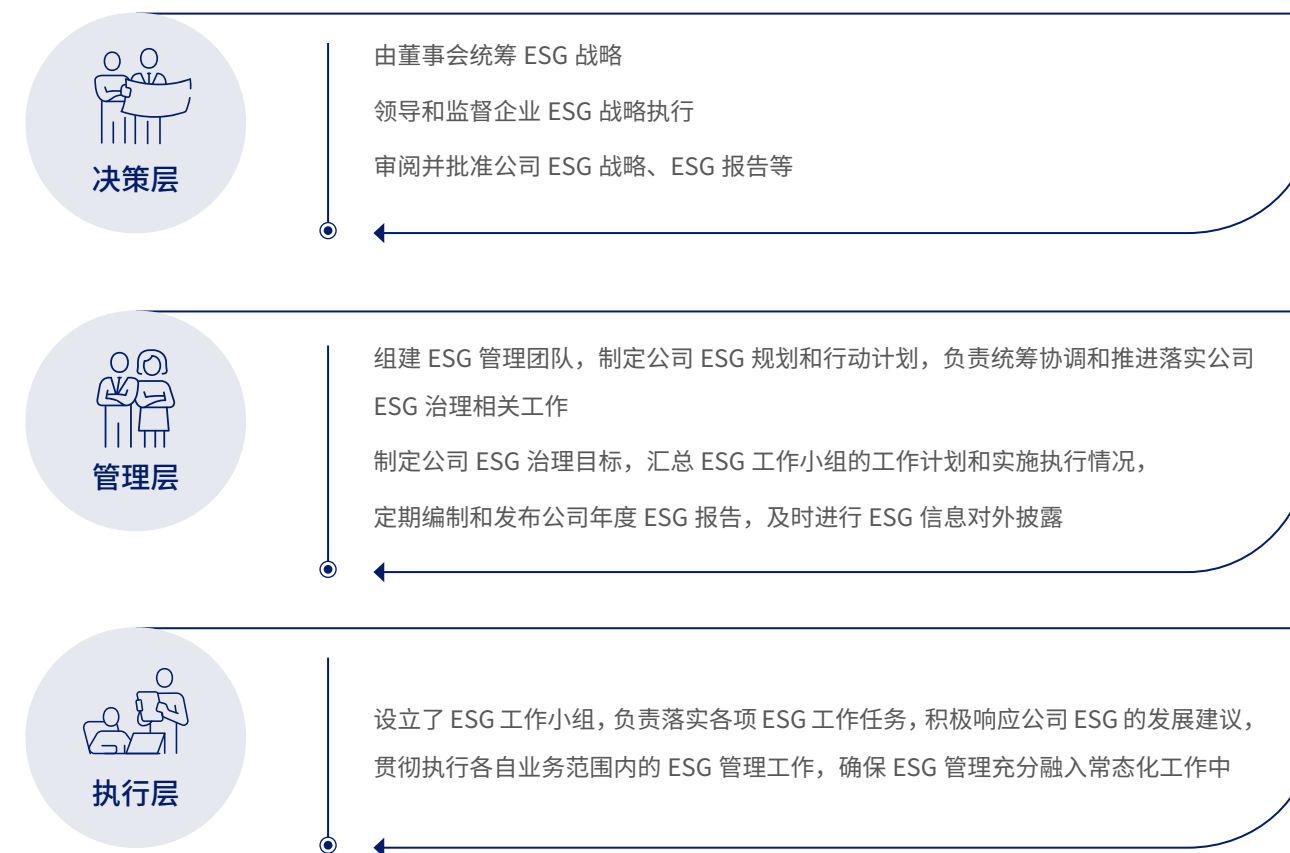 决策层
由董事会统筹 ESG 战略
领导和监督企业 ESG 战略执行
审阅并批准公司 ESG 战略、ESG 报告等
管理层
组建 ESG 管理团队，制定公司 ESG 规划和行动计划，负责统筹协调和推进落实公司
ESG 治理相关工作
制定公司 ESG 治理目标，汇总 ESG 工作小组的工作计划和实施执行情况，
定期编制和发布公司年度 ESG 报告，及时进行 ESG 信息对外披露
执行层
设立了 ESG 工作小组，负责落实各项 ESG 工作任务，积极响应公司 ESG 的发展建议，
贯彻执行各自业务范围内的 ESG 管理工作，确保 ESG 管理充分融入常态化工作中